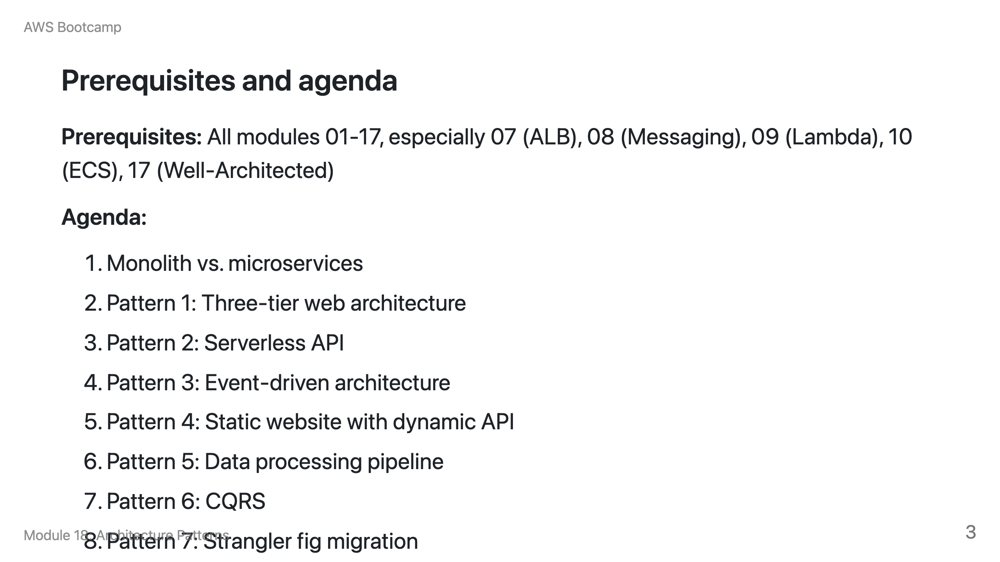 AWS Bootcamp
Prerequisites and agenda
Prerequisites: All modules 01-17, especially 07 (ALB), 08 (Messaging), 09 (Lambda), 10
(ECS), 17 (Well-Architected)
Agenda:
1. Monolith vs. microservices
2. Pattern 1: Three-tier web architecture
3. Pattern 2: Serverless API
4. Pattern 3: Event-driven architecture
5. Pattern 4: Static website with dynamic API
6. Pattern 5: Data processing pipeline
7. Pattern 6: CQRS
8. Pattern 7: Strangler fig migration
Module 18: Architecture Patterns
3